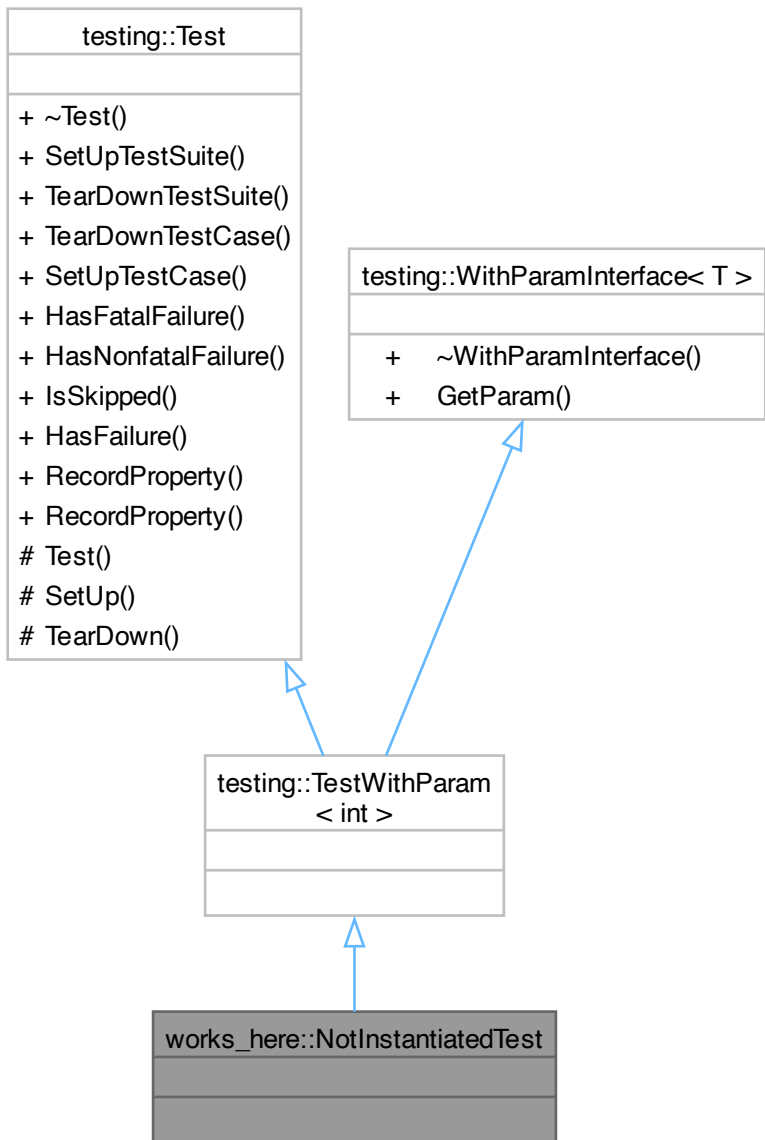 testing::Test
+ ~Test()
+ SetUpTestSuite()
+ TearDownTestSuite()
+ TearDownTestCase()
+ SetUpTestCase()
+ HasFatalFailure()
+ HasNonfatalFailure()
+ IsSkipped()
+ HasFailure()
+ RecordProperty()
+ RecordProperty()
# Test()
# SetUp()
# TearDown()
testing::WithParamInterface< T >
+ ~WithParamInterface()
+ GetParam()
testing::TestWithParam
< int >
works_here::NotInstantiatedTest